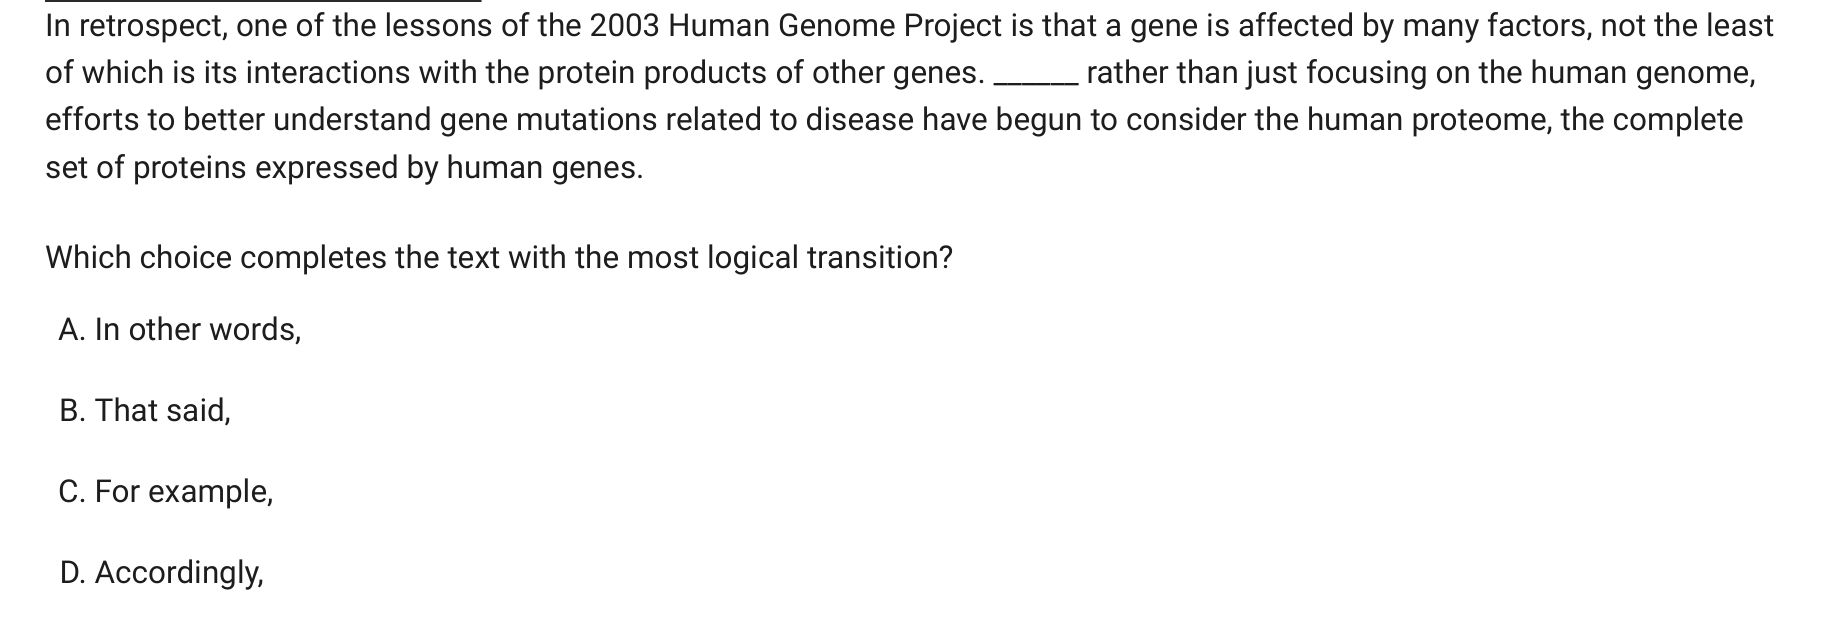 In retrospect, one of the lessons of the 2003 Human Genome Project is that a gene is affected by many factors, not the least
of which is its interactions with the protein products of other genes. ______ rather than just focusing on the human genome,
efforts to better understand gene mutations related to disease have begun to consider the human proteome, the complete
set of proteins expressed by human genes.
Which choice completes the text with the most logical transition?
A. In other words,
B. That said,
C. For example,
D. Accordingly,